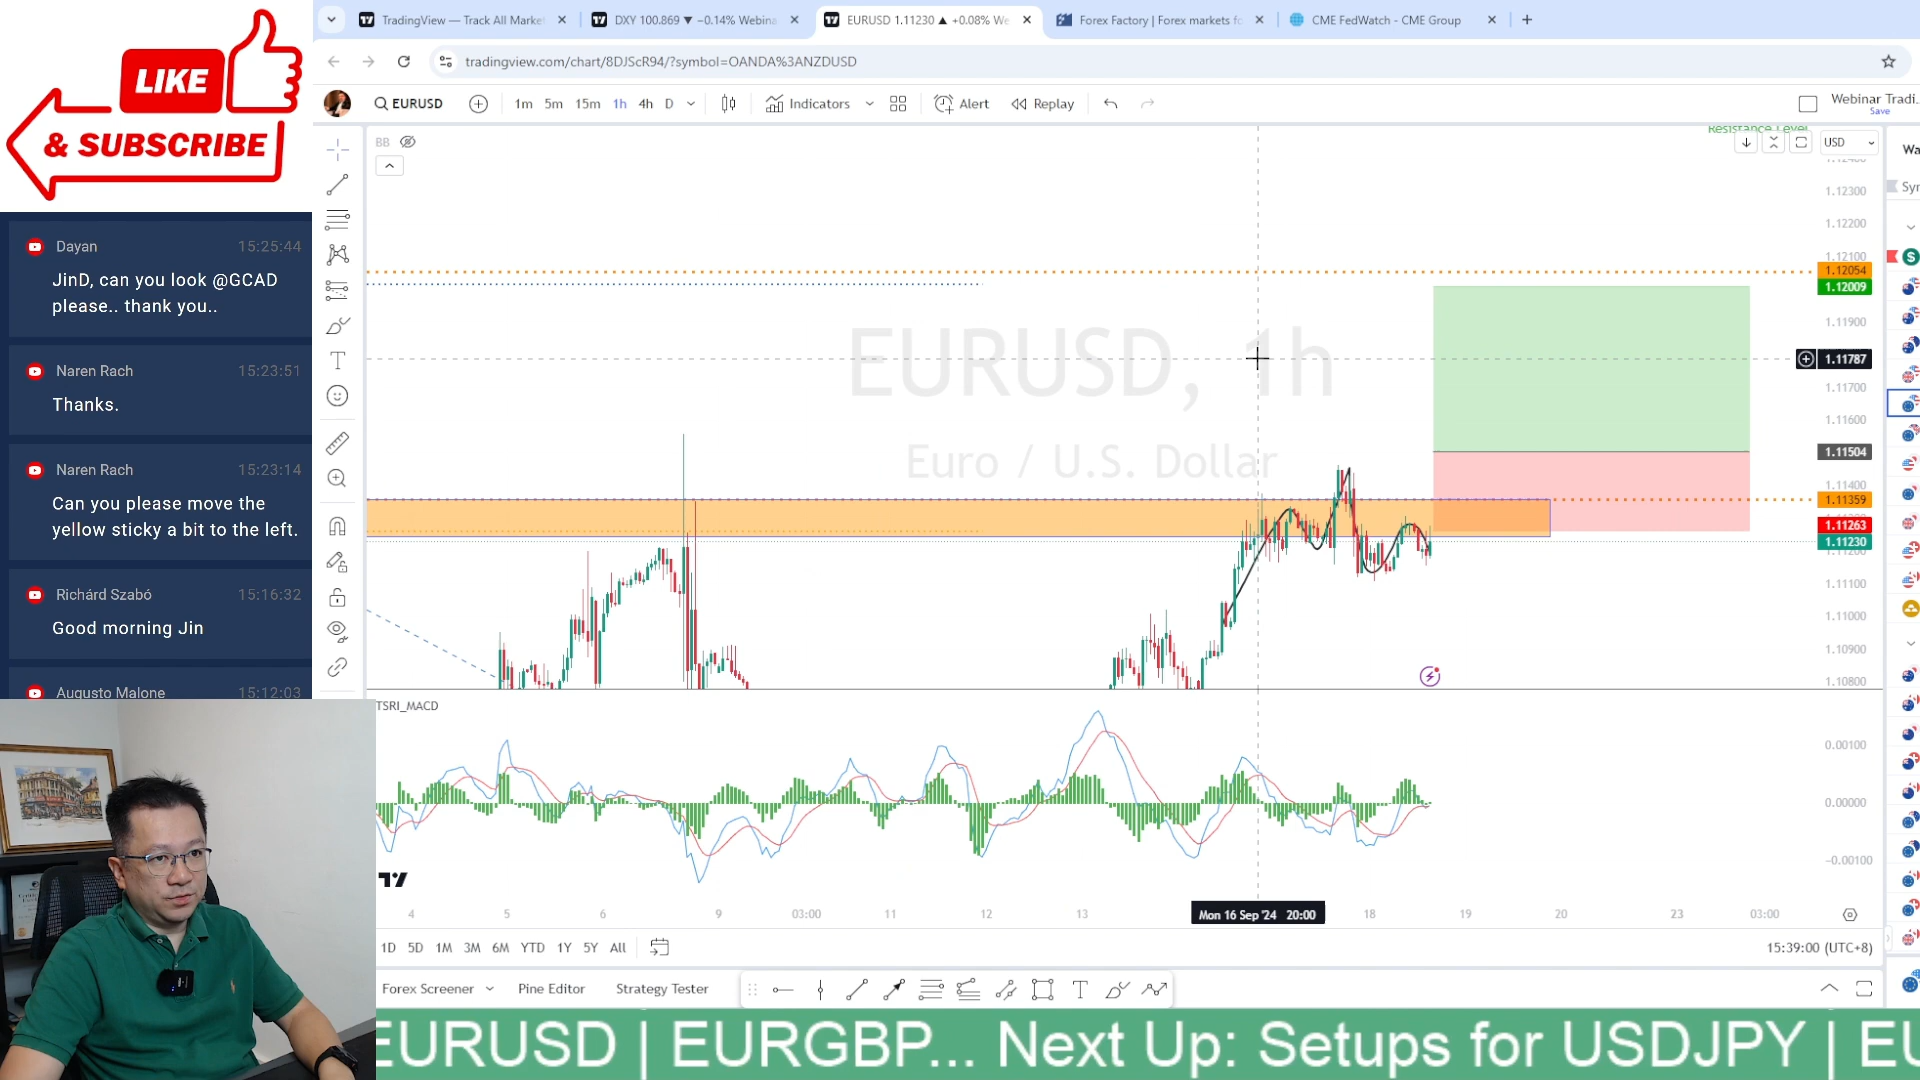 LIKE
& SUBSCRIBE
Dayan 15:25:44
JinD, can you look @GCAD
please.. thank you..
Naren Rach 15:23:51
Thanks.
Naren Rach 15:23:14
Can you please move the
yellow sticky a bit to the left.
Richárd Szabó 15:16:32
Good morning Jin
Augusto Malone 15:12:03
TradingView — Track All Marke
DXY 100.869 ▼ −0.14% Webina
EURUSD 1.11230 ▲ +0.08% We
Forex Factory | Forex markets fo
CME FedWatch - CME Group
tradingview.com/chart/8DJScR94/?symbol=OANDA%3ANZDUSD
EURUSD 1m 5m 15m 1h 4h D Indicators Alert Replay Webinar Tradi...
Save
BB
Resistance Level
USD
Wa
Sy
EURUSD, 1h
Euro / U.S. Dollar
1.12400
1.12300
1.12200
1.12100
1.12054
1.12009
1.11900
1.11787
1.11700
1.11600
1.11504
1.11400
1.11359
1.11263
1.11230
1.11100
1.11000
1.10900
1.10800
TSRI_MACD
0.00100
0.00000
−0.00100
4 5 6 9 03:00 11 12 13 Mon 16 Sep '24 20:00 18 19 20 23 03:00
1D 5D 1M 3M 6M YTD 1Y 5Y All 15:39:00 (UTC+8)
Forex Screener Pine Editor Strategy Tester
EURUSD | EURGBP... Next Up: Setups for USDJPY | EU